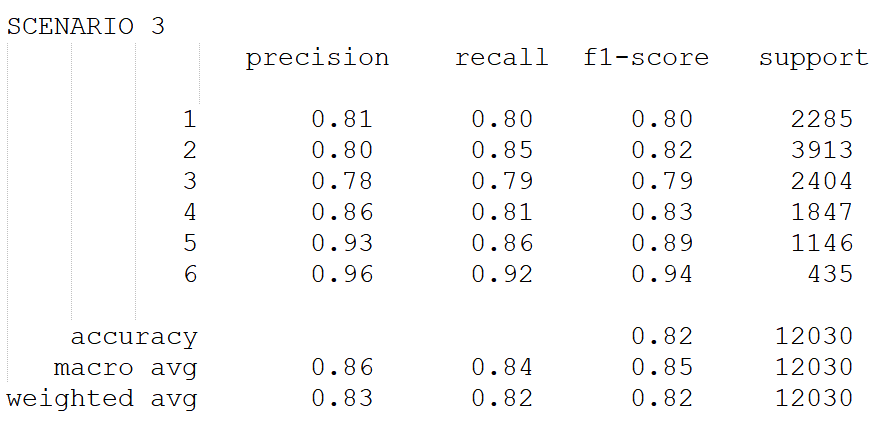 SCENARIO 3
precision recall f1-score support
1 0.81 0.80 0.80 2285
2 0.80 0.85 0.82 3913
3 0.78 0.79 0.79 2404
4 0.86 0.81 0.83 1847
5 0.93 0.86 0.89 1146
6 0.96 0.92 0.94 435
accuracy 0.82 12030
macro avg 0.86 0.84 0.85 12030
weighted avg 0.83 0.82 0.82 12030